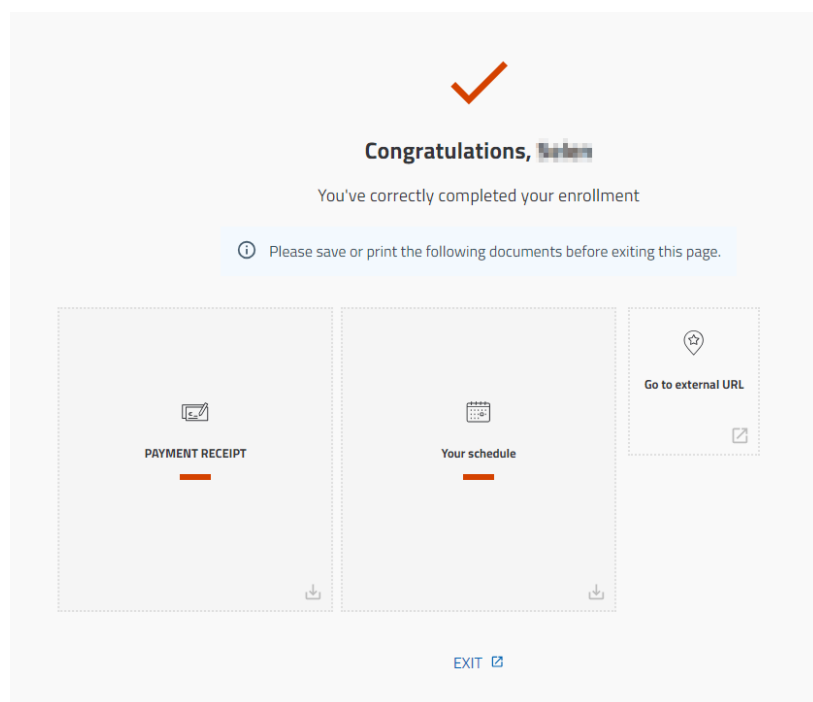 Congratulations,
You've correctly completed your enrollment
Please save or print the following documents before exiting this page.
PAYMENT RECEIPT
Your schedule
Go to external URL
EXIT